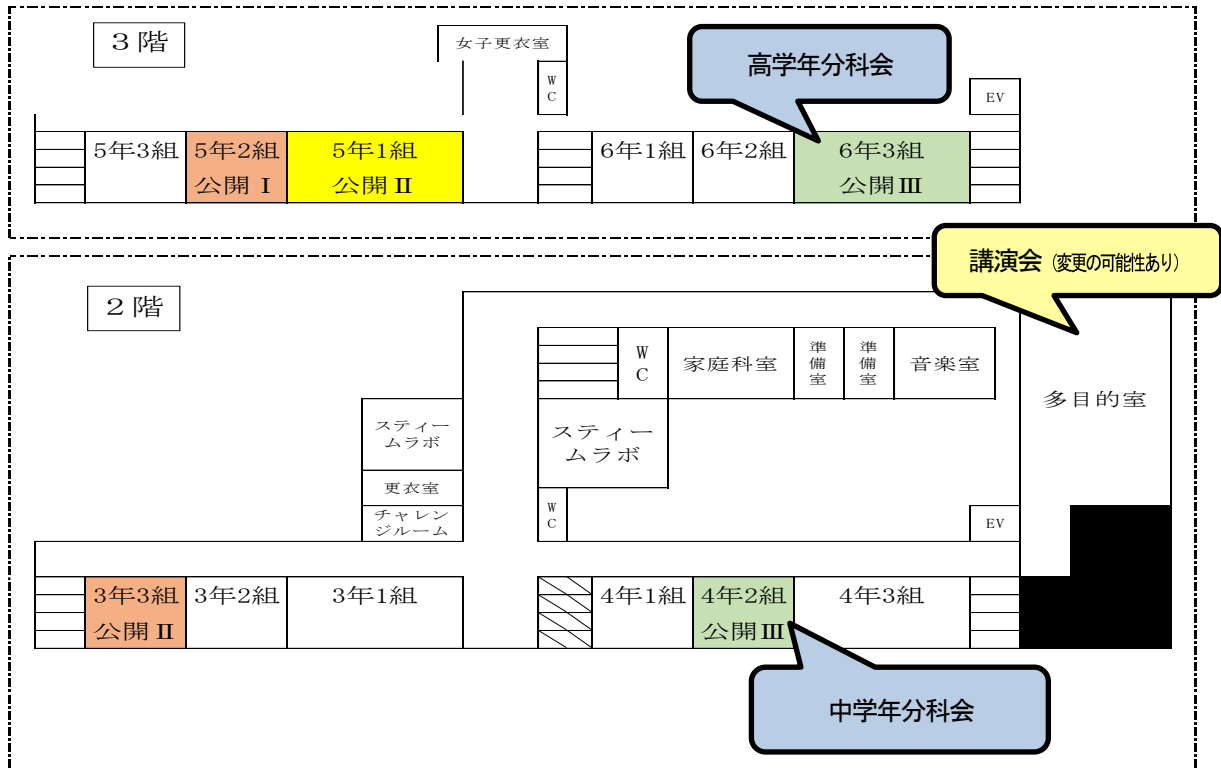 3階
女子更衣室
高学年分科会
WC
EV
5年3組
5年2組
公開Ⅰ
5年1組
公開Ⅱ
6年1組
6年2組
6年3組
公開Ⅲ
講演会（変更の可能性あり）
2階
WC
家庭科室
準備室
準備室
音楽室
多目的室
スティー
ムラボ
スティー
ムラボ
更衣室
チャレン
ジルーム
WC
EV
3年3組
公開Ⅱ
3年2組
3年1組
4年1組
4年2組
公開Ⅲ
4年3組
中学年分科会